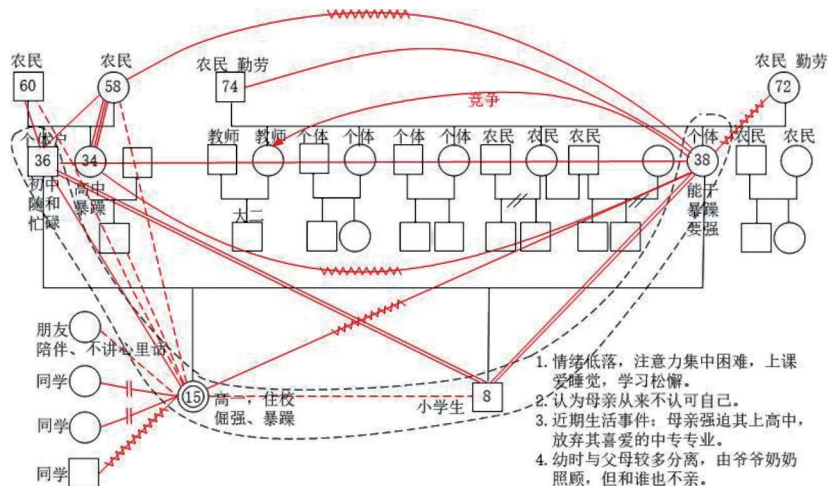 农民 农民 农民 勤劳 农民 勤劳
60 58 74 72
竞争
个体户 教师 教师 个体 个体 个体 个体 农民 农民 农民 个体 农民 农民
36 34 38
初中 高中 能干
随和 暴躁 暴躁
忙碌 要强
大二
朋友
陪伴、不讲心里话
同学
15 高一，住校
倔强、暴躁
小学生 8
同学
同学
1. 情绪低落，注意力集中困难，上课
爱睡觉，学习松懈。
2. 认为母亲从来不认可自己。
3. 近期生活事件：母亲强迫其上高中，
放弃其喜爱的中专专业。
4. 幼时与父母较多分离，由爷爷奶奶
照顾，但和谁也不亲。